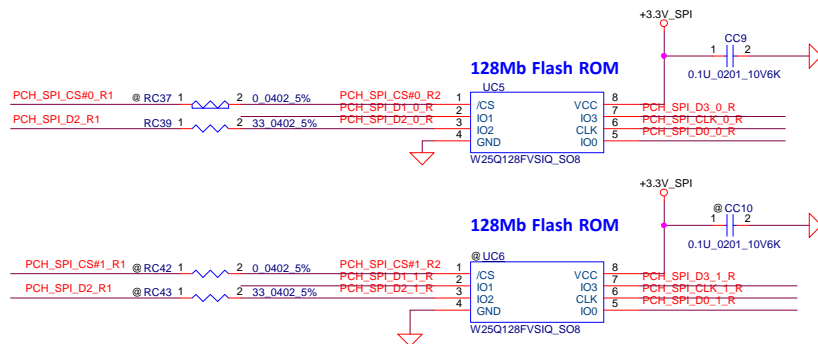 +3.3V_SPI
CC9
1 2
0.1U_0201_10V6K
128Mb Flash ROM
UC5
PCH_SPI_CS#0_R1 @ RC37 1 2 0_0402_5% PCH_SPI_CS#0_R2 1 /CS VCC 8
PCH_SPI_D1_0_R 2 IO1 IO3 7 PCH_SPI_D3_0_R
PCH_SPI_D2_R1 RC39 1 2 33_0402_5% PCH_SPI_D2_0_R 3 IO2 CLK 6 PCH_SPI_CLK_0_R
4 GND IO0 5 PCH_SPI_D0_0_R
W25Q128FVSIQ_SO8
+3.3V_SPI
@ CC10
1 2
0.1U_0201_10V6K
128Mb Flash ROM
@ UC6
PCH_SPI_CS#1_R1 @ RC42 1 2 0_0402_5% PCH_SPI_CS#1_R2 1 /CS VCC 8
PCH_SPI_D1_1_R 2 IO1 IO3 7 PCH_SPI_D3_1_R
PCH_SPI_D2_R1 @ RC43 1 2 33_0402_5% PCH_SPI_D2_1_R 3 IO2 CLK 6 PCH_SPI_CLK_1_R
4 GND IO0 5 PCH_SPI_D0_1_R
W25Q128FVSIQ_SO8